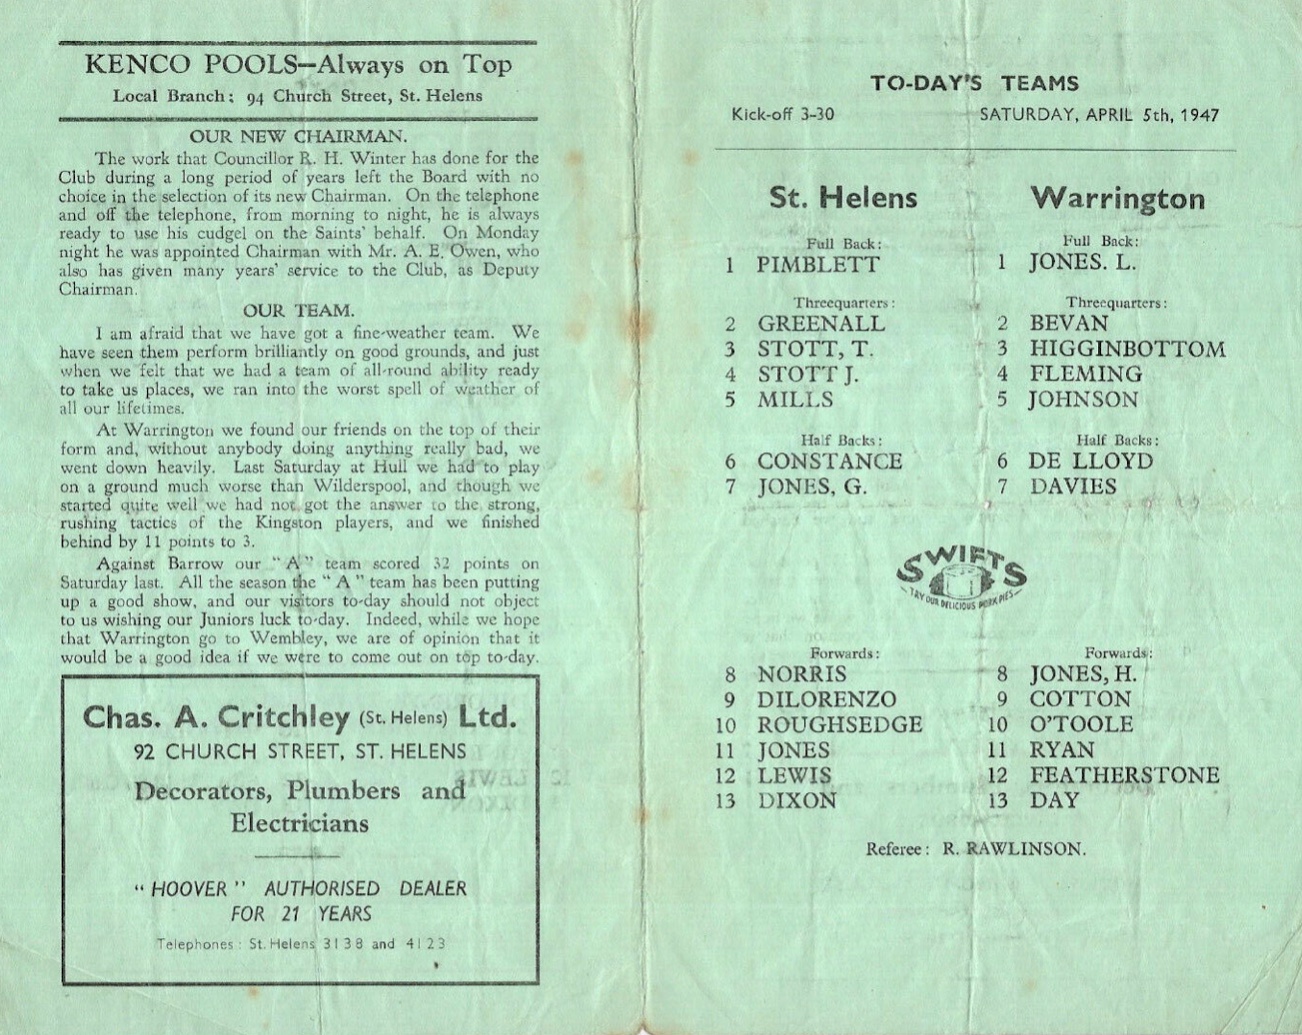 KENCO POOLS—Always on Top
Local Branch: 94 Church Street, St. Helens
OUR NEW CHAIRMAN.
The work that Councillor R. H. Winter has done for the
Club during a long period of years left the Board with no
choice in the selection of its new Chairman. On the telephone
and off the telephone, from morning to night, he is always
ready to use his cudgel on the Saints' behalf. On Monday
night he was appointed Chairman with Mr. A. E. Owen, who
also has given many years' service to the Club, as Deputy
Chairman.
OUR TEAM.
I am afraid that we have got a fine-weather team. We
have seen them perform brilliantly on good grounds, and just
when we felt that we had a team of all-round ability ready
to take us places, we ran into the worst spell of weather of
all our lifetimes.
At Warrington we found our friends on the top of their
form and, without anybody doing anything really bad, we
went down heavily. Last Saturday at Hull we had to play
on a ground much worse than Wilderspool, and though we
started quite well we had not got the answer to the strong,
rushing tactics of the Kingston players, and we finished
behind by 11 points to 3.
Against Barrow our "A" team scored 32 points on
Saturday last. All the season the "A" team has been putting
up a good show, and our visitors to-day should not object
to us wishing our Juniors luck to-day. Indeed, while we hope
that Warrington go to Wembley, we are of opinion that it
would be a good idea if we were to come out on top to-day.
Chas. A. Critchley (St. Helens) Ltd.
92 CHURCH STREET, ST. HELENS
Decorators, Plumbers and
Electricians
"HOOVER" AUTHORISED DEALER
FOR 21 YEARS
Telephones: St. Helens 3138 and 4123
TO-DAY'S TEAMS
Kick-off 3-30 SATURDAY, APRIL 5th, 1947
St. Helens Warrington
Full Back: Full Back:
1 PIMBLETT 1 JONES. L.
Threequarters: Threequarters:
2 GREENALL 2 BEVAN
3 STOTT, T. 3 HIGGINBOTTOM
4 STOTT J. 4 FLEMING
5 MILLS 5 JOHNSON
Half Backs: Half Backs:
6 CONSTANCE 6 DE LLOYD
7 JONES, G. 7 DAVIES
SWIFTS
TRY OUR DELICIOUS PORK PIES
Forwards: Forwards:
8 NORRIS 8 JONES, H.
9 DILORENZO 9 COTTON
10 ROUGHSEDGE 10 O'TOOLE
11 JONES 11 RYAN
12 LEWIS 12 FEATHERSTONE
13 DIXON 13 DAY
Referee: R. RAWLINSON.